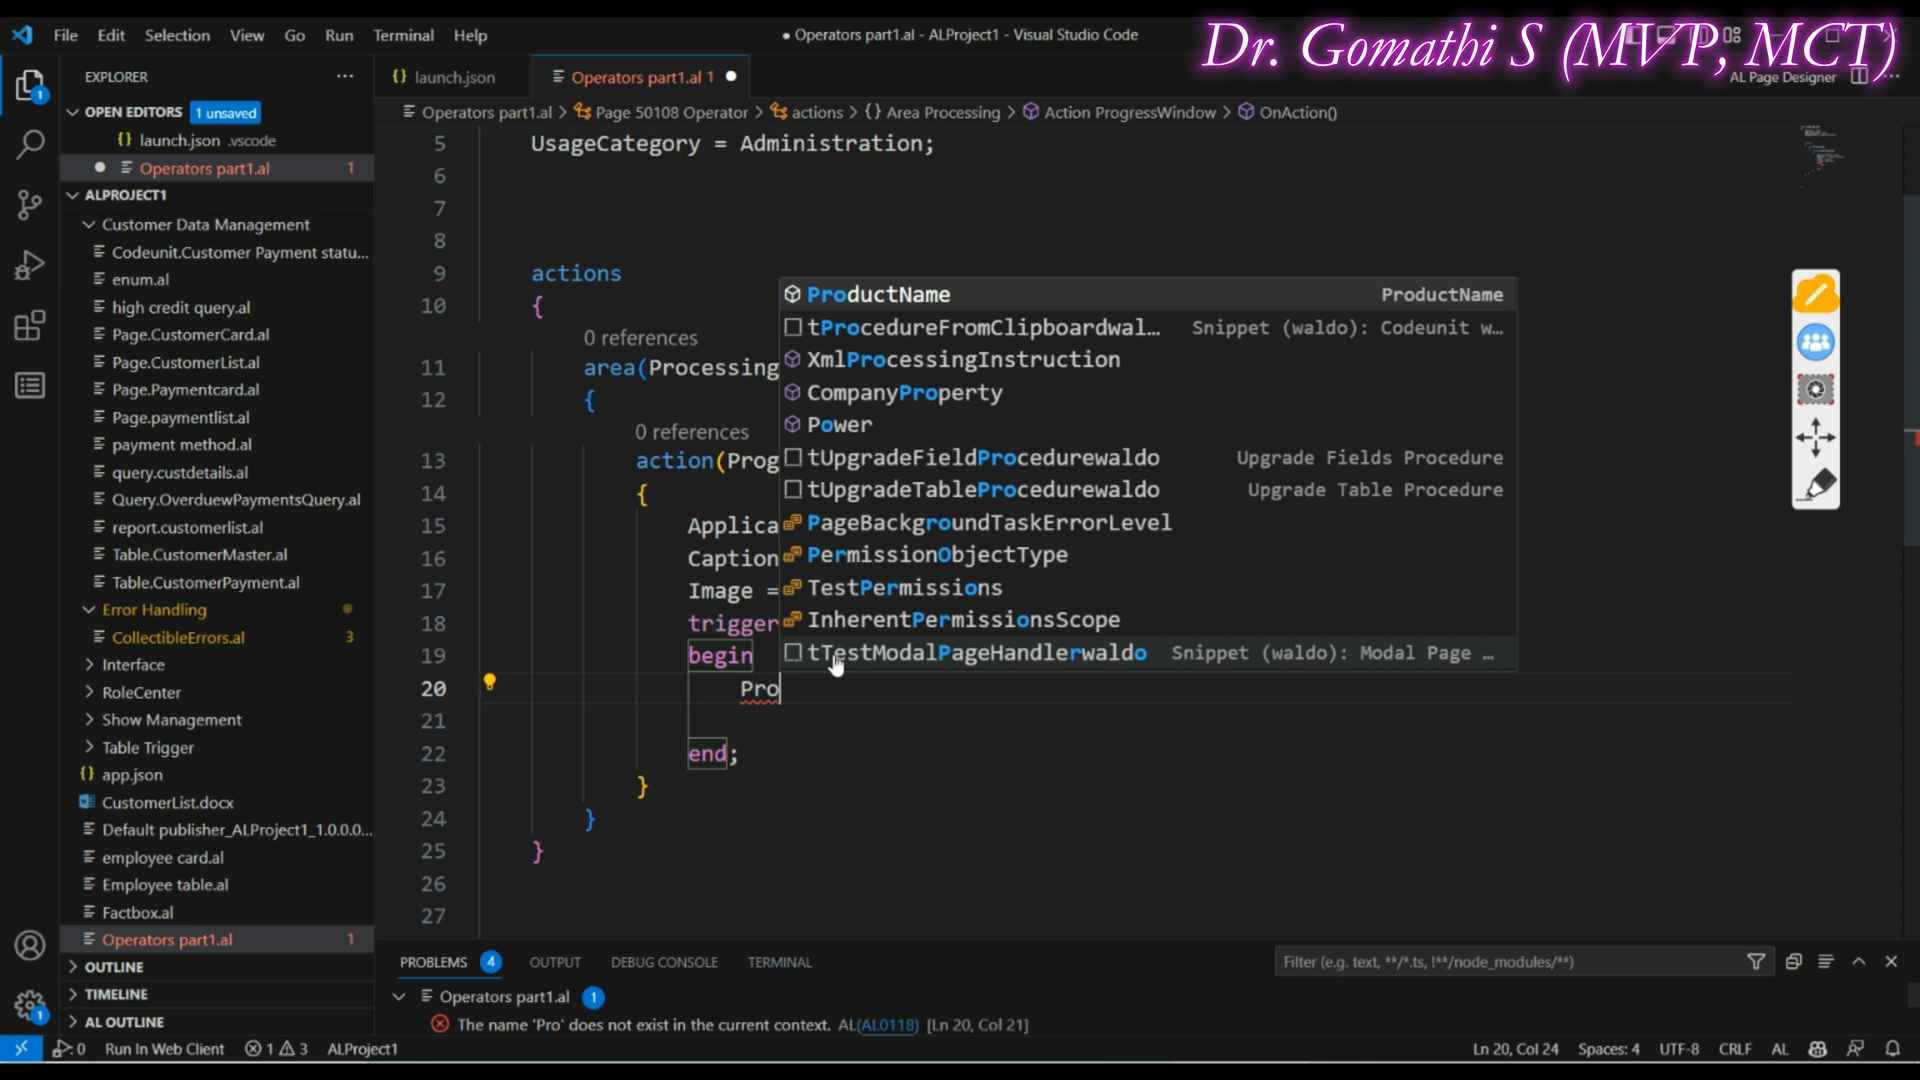 Dr. Gomathi S (MVP, MCT)
File Edit Selection View Go Run Terminal Help
● Operators part1.al - ALProject1 - Visual Studio Code
EXPLORER
{} launch.json
Operators part1.al 1
AL Page Designer
OPEN EDITORS 1 unsaved
Operators part1.al > Page 50108 Operator > actions > {} Area Processing > Action ProgressWindow > OnAction()
{} launch.json .vscode
Operators part1.al 1
ALPROJECT1
Customer Data Management
Codeunit.Customer Payment statu...
enum.al
high credit query.al
Page.CustomerCard.al
Page.CustomerList.al
Page.Paymentcard.al
Page.paymentlist.al
payment method.al
query.custdetails.al
Query.OverduewPaymentsQuery.al
report.customerlist.al
Table.CustomerMaster.al
Table.CustomerPayment.al
Error Handling
CollectibleErrors.al 3
Interface
RoleCenter
Show Management
Table Trigger
{} app.json
CustomerList.docx
Default publisher_ALProject1_1.0.0.0...
employee card.al
Employee table.al
Factbox.al
Operators part1.al 1
OUTLINE
TIMELINE
AL OUTLINE
5 UsageCategory = Administration;
6
7
8
9 actions
10 {
0 references
11 area(Processing
12 {
0 references
13 action(Prog
14 {
15 Applica
16 Caption
17 Image =
18 trigger
19 begin
20 Pro
21
22 end;
23 }
24 }
25 }
26
27
ProductName ProductName
tProcedureFromClipboardwal... Snippet (waldo): Codeunit w...
XmlProcessingInstruction
CompanyProperty
Power
tUpgradeFieldProcedurewaldo Upgrade Fields Procedure
tUpgradeTableProcedurewaldo Upgrade Table Procedure
PageBackgroundTaskErrorLevel
PermissionObjectType
TestPermissions
InherentPermissionsScope
tTestModalPageHandlerwaldo Snippet (waldo): Modal Page ...
PROBLEMS 4 OUTPUT DEBUG CONSOLE TERMINAL
Filter (e.g. text, **/*.ts, !**/node_modules/**)
Operators part1.al 1
The name 'Pro' does not exist in the current context. AL(AL0118) [Ln 20, Col 21]
0 Run In Web Client 1 3 ALProject1
Ln 20, Col 24 Spaces: 4 UTF-8 CRLF AL